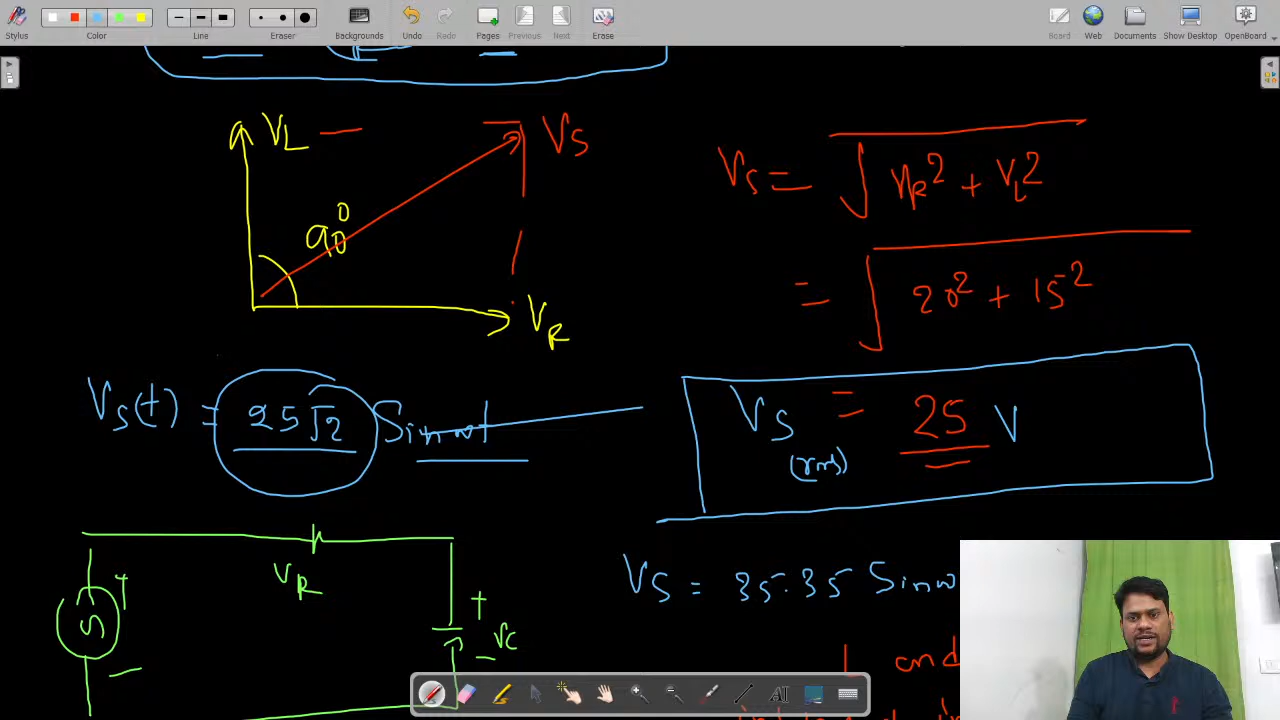 Stylus Color Line Eraser Backgrounds Undo Redo Pages Previous Next Erase Board Web Documents Show Desktop OpenBoard
VL
VS
90°
VR
VS = √VR² + VL²
= √20² + 15²
VS(t) = 25√2 Sinωt
VS (rms) = 25 V
VR
+
S
−
+
− VC
VS = 35.35 Sinω
L and